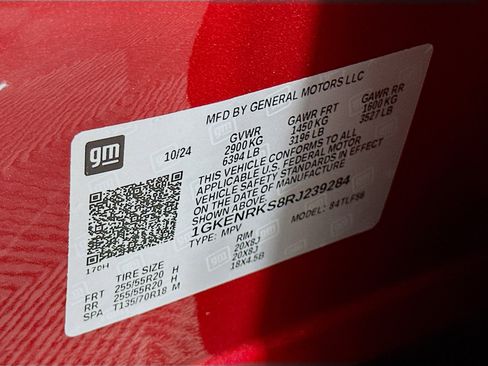 MFD BY GENERAL MOTORS LLC
gm
10/24
GVWR GAWR FRT GAWR RR
2900 KG 1450 KG 1600 KG
6394 LB 3196 LB 3527 LB
THIS VEHICLE CONFORMS TO ALL
APPLICABLE U.S. FEDERAL MOTOR
VEHICLE SAFETY STANDARDS IN EFFECT
ON THE DATE OF MANUFACTURE
SHOWN ABOVE.
1GKENRKS8RJ239284
TYPE: MPV MODEL: 84TLF56
170H
TIRE SIZE RIM
FRT 255/55R20 H 20X8J
RR 255/55R20 H 20X8J
SPA T135/70R18 M 18X4.5B